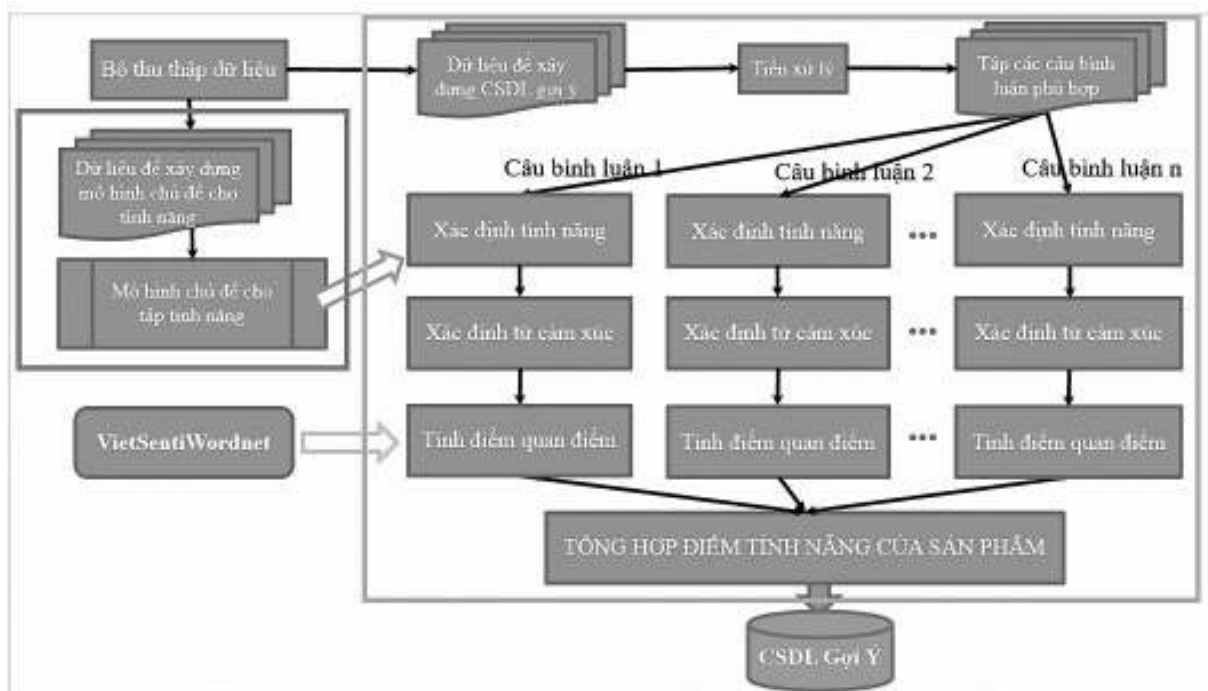 Bộ thu thập dữ liệu
Dữ liệu để xây
dựng CSDL gợi ý
Tiền xử lý
Tập các câu bình
luận phù hợp
Dữ liệu để xây dựng
mô hình chủ đề cho
tính năng
Mô hình chủ đề cho
tập tính năng
Câu bình luận 1
Câu bình luận 2
Câu bình luận n
Xác định tính năng
Xác định tính năng
...
Xác định tính năng
Xác định từ cảm xúc
Xác định từ cảm xúc
...
Xác định từ cảm xúc
VietSentiWordnet
Tính điểm quan điểm
Tính điểm quan điểm
...
Tính điểm quan điểm
TỔNG HỢP ĐIỂM TÍNH NĂNG CỦA SẢN PHẨM
CSDL Gợi Ý